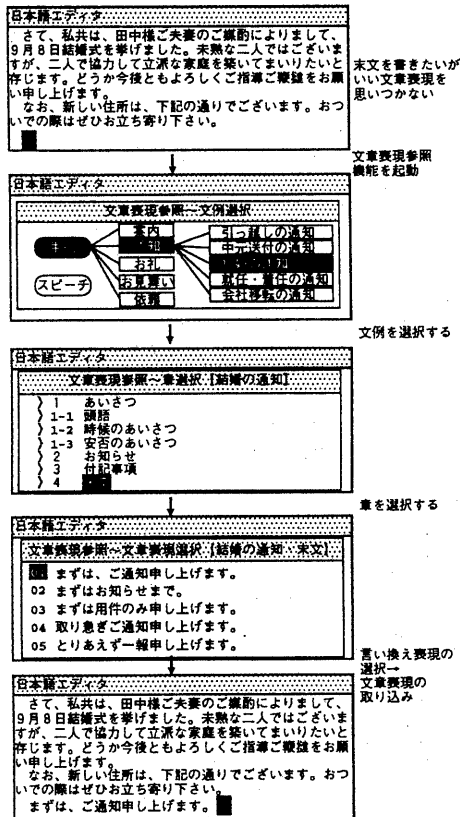 日本語エディタ
さて、私共は、田中様ご夫妻のご媒酌によりまして、
9月8日結婚式を挙げました。未熟な二人ではございま
すが、二人で協力して立派な家庭を築いてまいりたいと
存じます。どうか今後ともよろしくご指導ご鞭撻をお願
い申し上げます。
なお、新しい住所は、下記の通りでございます。おつ
いでの際はぜひお立ち寄り下さい。
末文を書きたいが
いい文章表現を
思いつかない
文章表現参照
機能を起動
日本語エディタ
文章表現参照~文例選択
案内
お礼
お見舞い
依頼
スピーチ
引っ越しの通知
中元送付の通知
就任・着任の通知
会社移転の通知
文例を選択する
日本語エディタ
文章表現参照~章選択【結婚の通知】
1 あいさつ
1-1 頭語
1-2 時候のあいさつ
1-3 安否のあいさつ
2 お知らせ
3 付記事項
4
章を選択する
日本語エディタ
文章表現参照~文章表現選択【結婚の通知・末文】
まずは、ご通知申し上げます。
02 まずはお知らせまで。
03 まずは用件のみ申し上げます。
04 取り急ぎご通知申し上げます。
05 とりあえず一報申し上げます。
言い換え表現の
選択→
文章表現の
取り込み
日本語エディタ
さて、私共は、田中様ご夫妻のご媒酌によりまして、
9月8日結婚式を挙げました。未熟な二人ではございま
すが、二人で協力して立派な家庭を築いてまいりたいと
存じます。どうか今後ともよろしくご指導ご鞭撻をお願
い申し上げます。
なお、新しい住所は、下記の通りでございます。おつ
いでの際はぜひお立ち寄り下さい。
まずは、ご通知申し上げます。